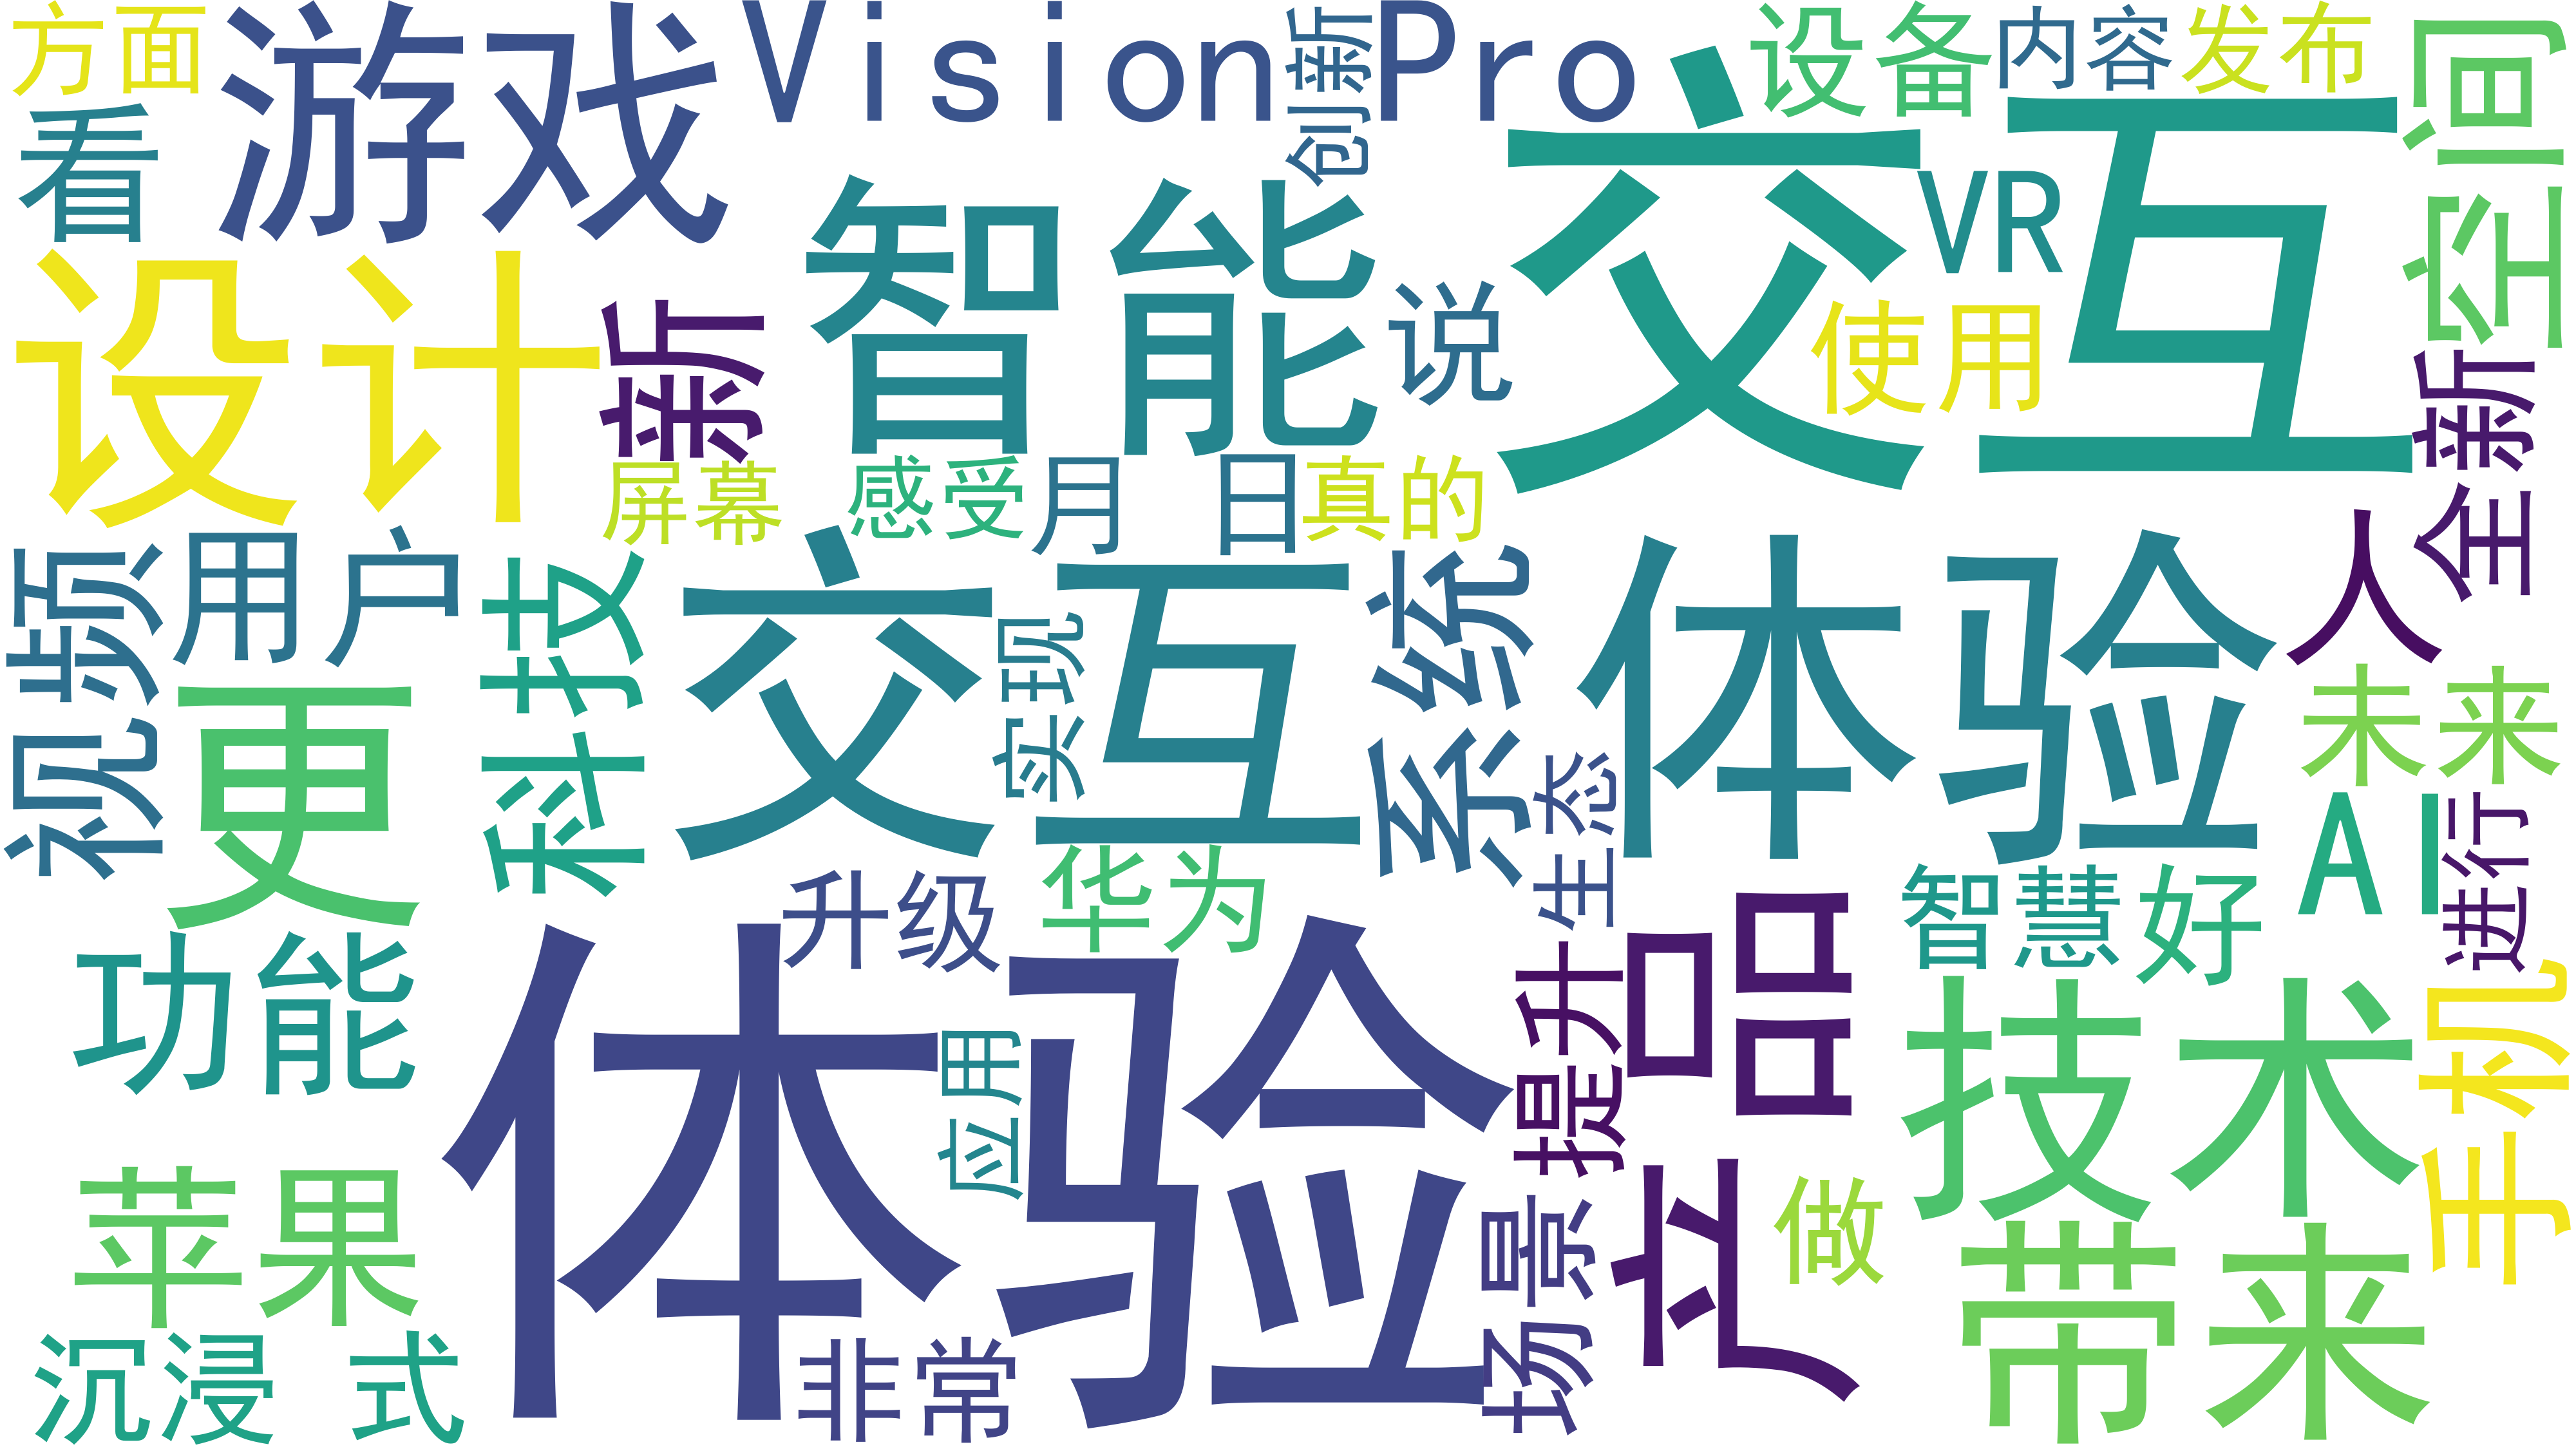 方面
游戏
Vision Pro
创新
设备
内容
发布
空间
看
交互
VR
智能
设计
新
说
使用
全新
屏幕
感受
月 日
真的
视频
用户
科技
交互
实现
系统
体验
人
未来
更
生态
AI
进行
升级
华为
智慧
好
功能
体验
应用
提升
产品
技术
手机
苹果
场景
做
带来
沉浸 式
非常